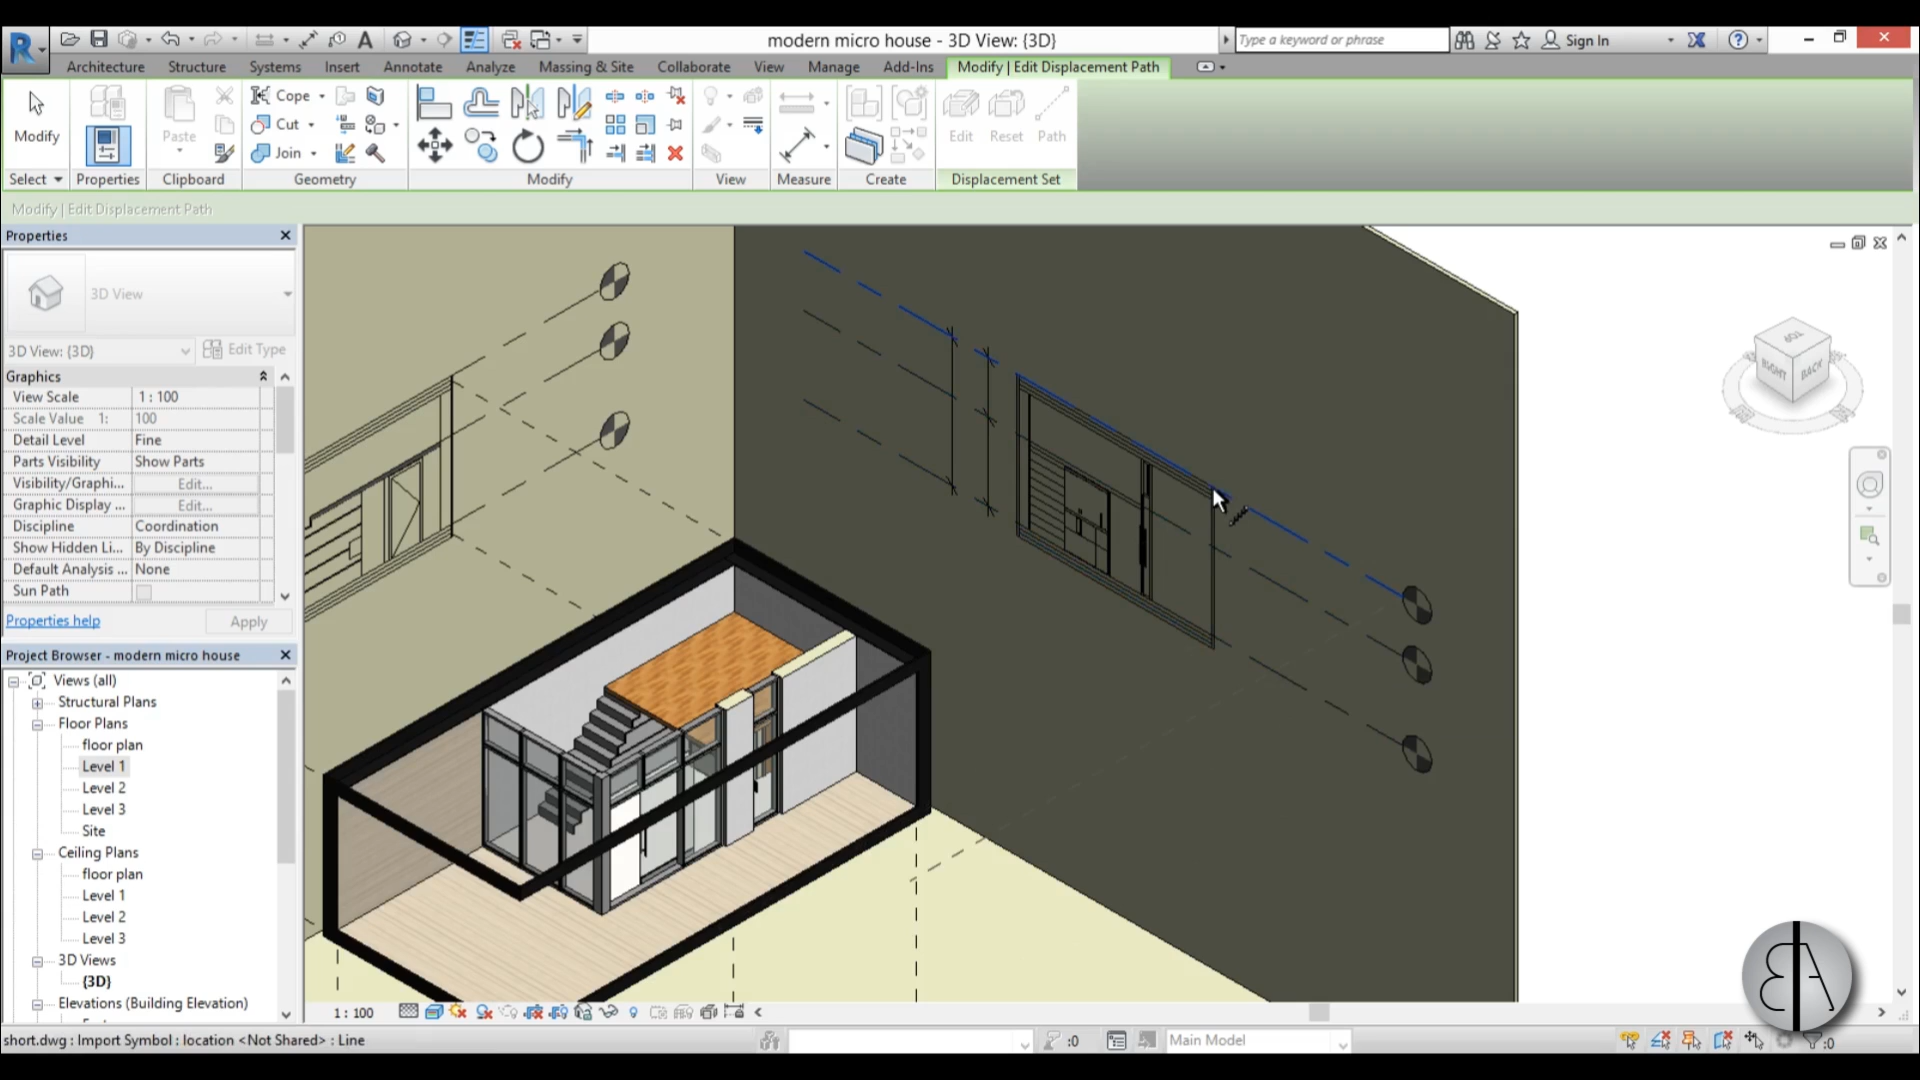 modern micro house - 3D View: {3D}
Type a keyword or phrase
Sign In
Architecture Structure Systems Insert Annotate Analyze Massing & Site Collaborate View Manage Add-Ins Modify | Edit Displacement Path
Modify
Paste
Cope
Cut
Join
Edit Reset Path
Select Properties Clipboard Geometry Modify View Measure Create Displacement Set
Modify | Edit Displacement Path
Properties
3D View
3D View: {3D} Edit Type
Graphics
View Scale 1 : 100
Scale Value 1: 100
Detail Level Fine
Parts Visibility Show Parts
Visibility/Graphi... Edit...
Graphic Display ... Edit...
Discipline Coordination
Show Hidden Li... By Discipline
Default Analysis ... None
Sun Path
Properties help Apply
Project Browser - modern micro house
Views (all)
Structural Plans
Floor Plans
floor plan
Level 1
Level 2
Level 3
Site
Ceiling Plans
floor plan
Level 1
Level 2
Level 3
3D Views
{3D}
Elevations (Building Elevation)
TOP
RIGHT
BACK
1 : 100
short.dwg : Import Symbol : location <Not Shared> : Line
:0
Main Model
:0